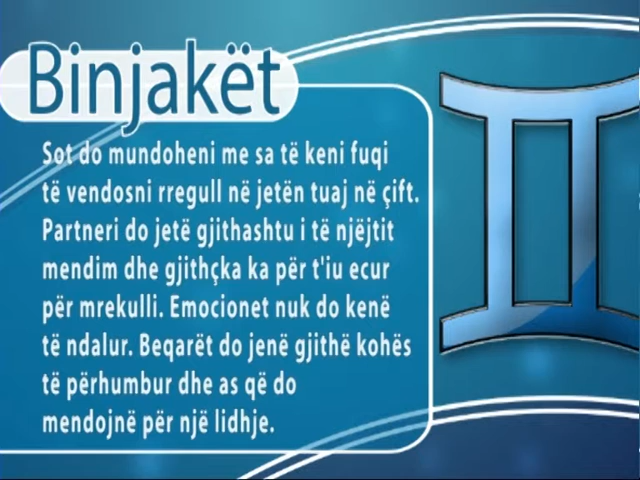 Binjakët
Sot do mundoheni me sa të keni fuqi
të vendosni rregull në jetën tuaj në çift.
Partneri do jetë gjithashtu i të njëjtit
mendim dhe gjithçka ka për t'iu ecur
për mrekulli. Emocionet nuk do kenë
të ndalur. Beqarët do jenë gjithë kohës
të përhumbur dhe as që do
mendojnë për një lidhje.